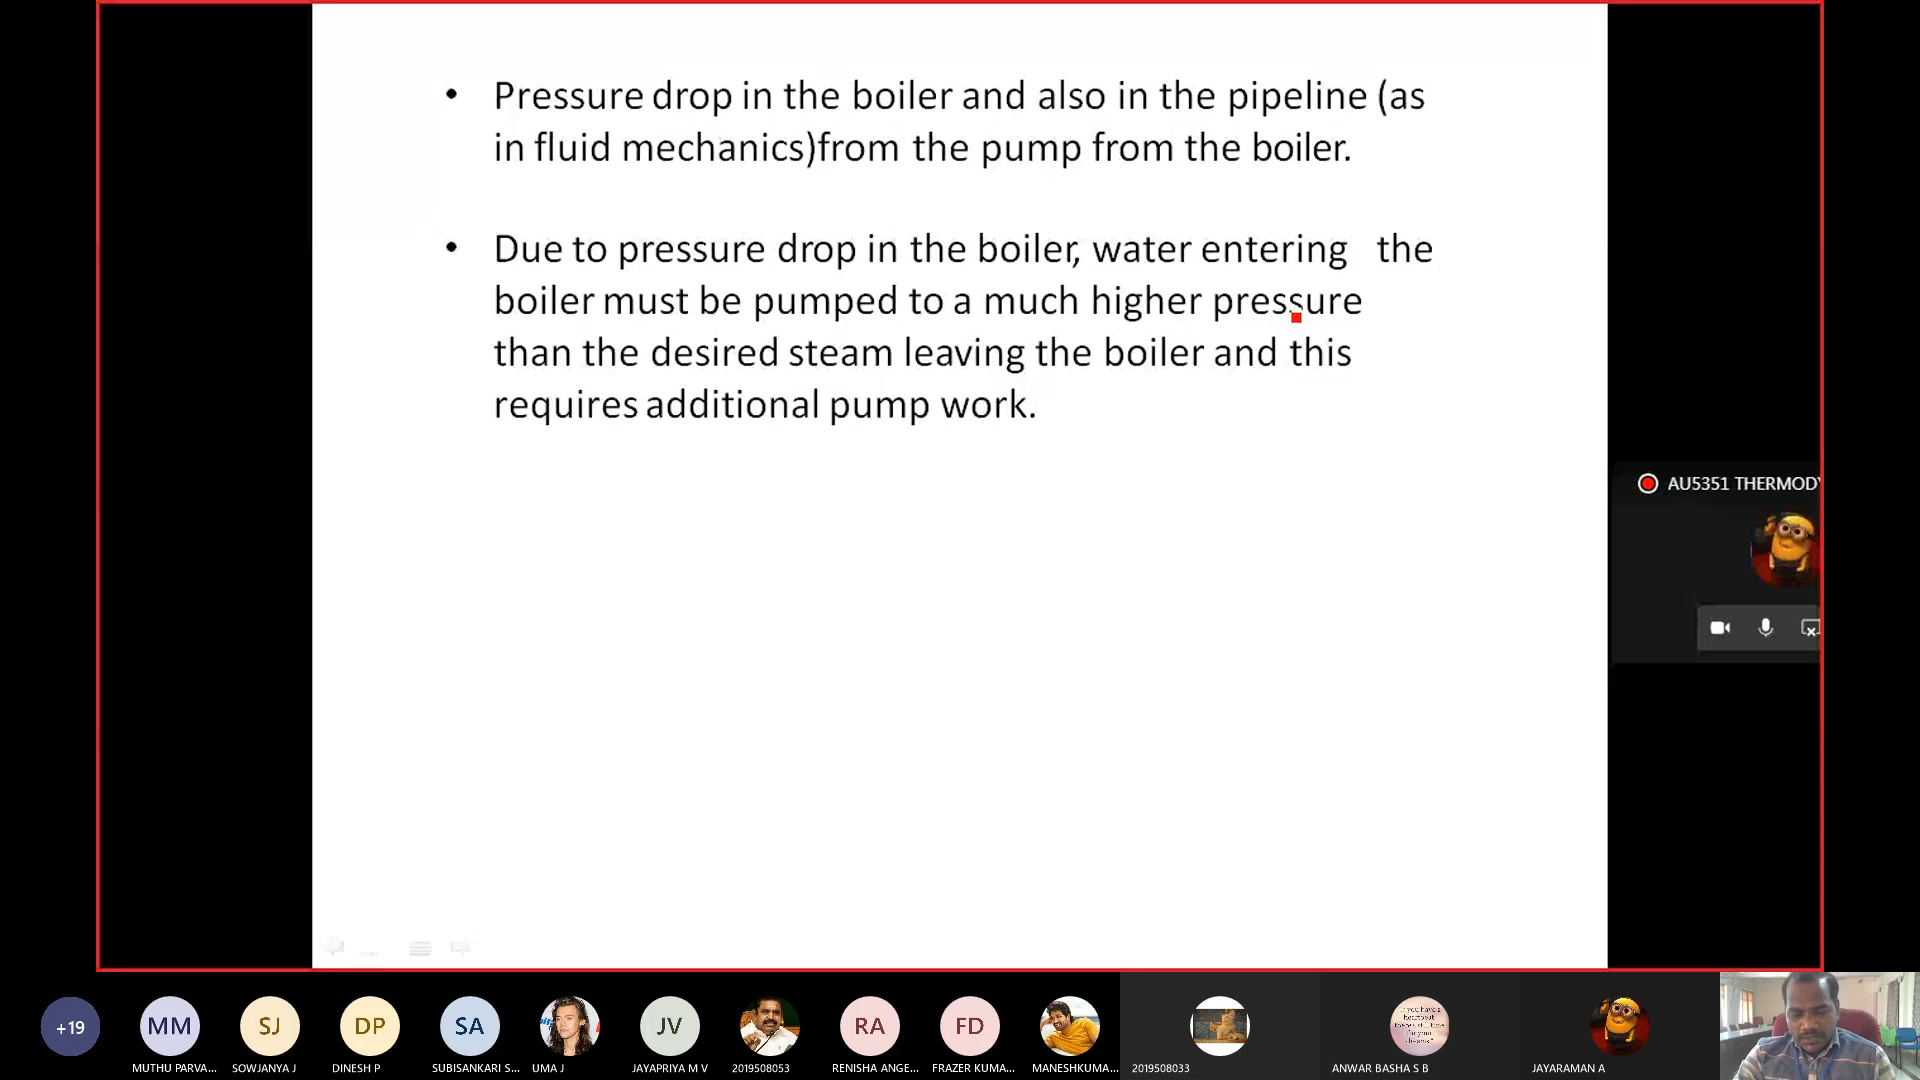 • Pressure drop in the boiler and also in the pipeline (as
in fluid mechanics)from the pump from the boiler.
• Due to pressure drop in the boiler, water entering the
boiler must be pumped to a much higher pressure
than the desired steam leaving the boiler and this
requires additional pump work.
AU5351 THERMODY
+19
MM
SJ
DP
SA
JV
RA
FD
MUTHU PARVA...
SOWJANYA J
DINESH P
SUBISANKARI S...
UMA J
JAYAPRIYA M V
2019508053
RENISHA ANGE...
FRAZER KUMA...
MANESHKUMA...
2019508033
ANWAR BASHA S B
JAYARAMAN A